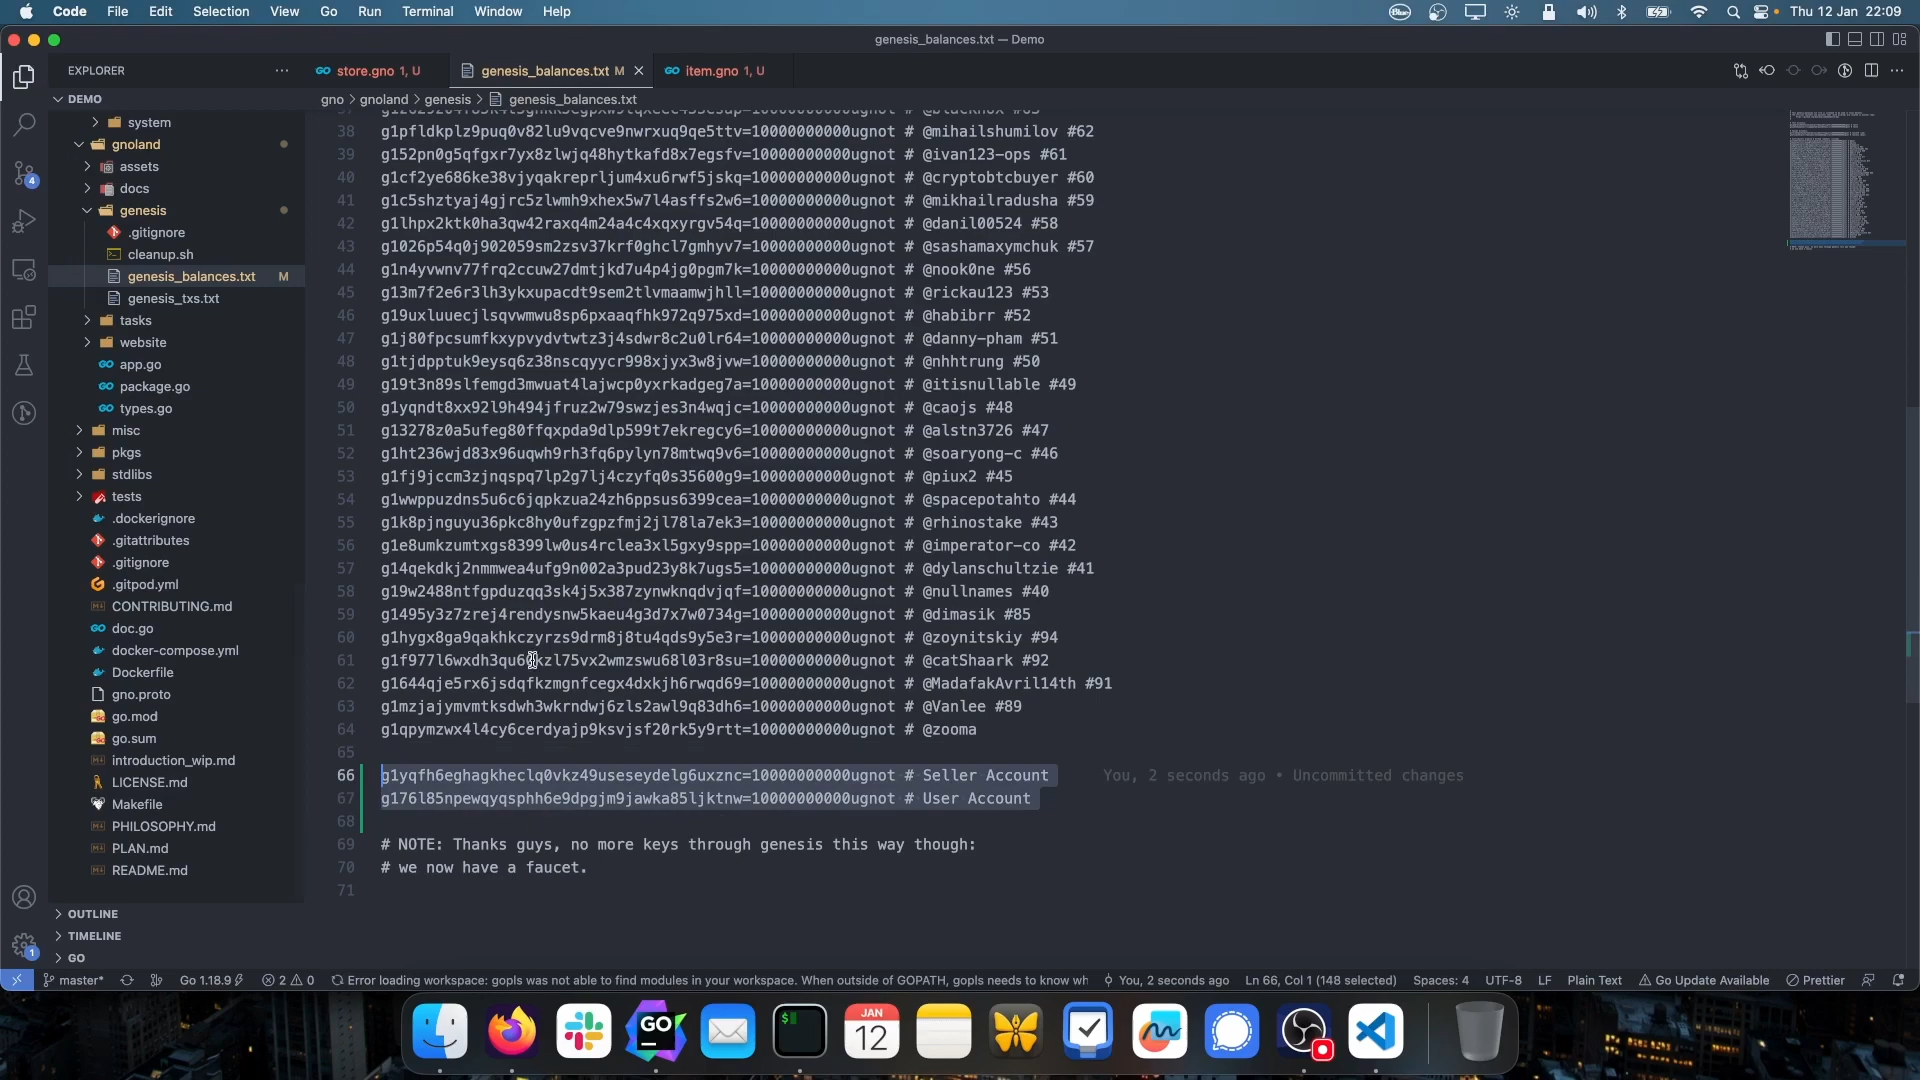 Code File Edit Selection View Go Run Terminal Window Help
Thu 12 Jan 22:09
genesis_balances.txt — Demo
EXPLORER
store.gno 1, U
genesis_balances.txt M
item.gno 1, U
DEMO
gno > gnoland > genesis > genesis_balances.txt
system
gnoland
assets
docs
genesis
.gitignore
cleanup.sh
genesis_balances.txt M
genesis_txs.txt
tasks
website
app.go
package.go
types.go
misc
pkgs
stdlibs
tests
.dockerignore
.gitattributes
.gitignore
.gitpod.yml
CONTRIBUTING.md
doc.go
docker-compose.yml
Dockerfile
gno.proto
go.mod
go.sum
introduction_wip.md
LICENSE.md
Makefile
PHILOSOPHY.md
PLAN.md
README.md
OUTLINE
TIMELINE
GO
38 g1pfldkplz9puq0v82lu9vqcve9nwrxuq9qe5ttv=10000000000ugnot # @mihailshumilov #62
39 g152pn0g5qfgxr7yx8zlwjq48hytkafd8x7egsfv=10000000000ugnot # @ivan123-ops #61
40 g1cf2ye686ke38vjyqakreprljum4xu6rwf5jskq=10000000000ugnot # @cryptobtcbuyer #60
41 g1c5shztyaj4gjrc5zlwmh9xhex5w7l4asffs2w6=10000000000ugnot # @mikhailradusha #59
42 g1lhpx2ktk0ha3qw42raxq4m24a4c4xqxyrgv54q=10000000000ugnot # @danil00524 #58
43 g1026p54q0j902059sm2zsv37krf0ghcl7gmhyv7=10000000000ugnot # @sashamaxymchuk #57
44 g1n4yvwnv77frq2ccuw27dmtjkd7u4p4jg0pgm7k=10000000000ugnot # @nook0ne #56
45 g13m7f2e6r3lh3ykxupacdt9sem2tlvmaamwjhll=10000000000ugnot # @rickau123 #53
46 g19uxluuecjlsqvwmwu8sp6pxaaqfhk972q975xd=10000000000ugnot # @habibrr #52
47 g1j80fpcsumfkxypvydvtwtz3j4sdwr8c2u0lr64=10000000000ugnot # @danny-pham #51
48 g1tjdpptuk9eysq6z38nscqyycr998xjyx3w8jvw=10000000000ugnot # @nhhtrung #50
49 g19t3n89slfemgd3mwuat4lajwcp0yxrkadgeg7a=10000000000ugnot # @itisnullable #49
50 g1yqndt8xx92l9h494jfruz2w79swzjes3n4wqjc=10000000000ugnot # @caojs #48
51 g13278z0a5ufeg80ffqxpda9dlp599t7ekregcy6=10000000000ugnot # @alstn3726 #47
52 g1ht236wjd83x96uqwh9rh3fq6pylyn78mtwq9v6=10000000000ugnot # @soaryong-c #46
53 g1fj9jccm3zjnqspq7lp2g7lj4czyfq0s35600g9=10000000000ugnot # @piux2 #45
54 g1wwppuzdns5u6c6jqpkzua24zh6ppsus6399cea=10000000000ugnot # @spacepotahto #44
55 g1k8pjnguyu36pkc8hy0ufzgpzfmj2jl78la7ek3=10000000000ugnot # @rhinostake #43
56 g1e8umkzumtxgs8399lw0us4rclea3xl5gxy9spp=10000000000ugnot # @imperator-co #42
57 g14qekdkj2nmmwea4ufg9n002a3pud23y8k7ugs5=10000000000ugnot # @dylanschultzie #41
58 g19w2488ntfgpduzqq3sk4j5x387zynwknqdvjqf=10000000000ugnot # @nullnames #40
59 g1495y3z7zrej4rendysnw5kaeu4g3d7x7w0734g=10000000000ugnot # @dimasik #85
60 g1hygx8ga9qakhkczyrzs9drm8j8tu4qds9y5e3r=10000000000ugnot # @zoynitskiy #94
61 =10000000000ugnot # @catShaark #92
62 g1644qje5rx6jsdqfkzmgnfcegx4dxkjh6rwqd69=10000000000ugnot # @MadafakAvril14th #91
63 g1mzjajymvmtksdwh3wkrndwj6zls2awl9q83dh6=10000000000ugnot # @Vanlee #89
64 g1qpymzwx4l4cy6cerdyajp9ksvjsf20rk5y9rtt=10000000000ugnot # @zooma
65
66 g1yqfh6eghagkheclq0vkz49useseydelg6uxznc=10000000000ugnot # Seller Account You, 2 seconds ago • Uncommitted changes
67 g176l85npewqyqsphh6e9dpgjm9jawka85ljktnw=10000000000ugnot # User Account
68
69 # NOTE: Thanks guys, no more keys through genesis this way though:
70 # we now have a faucet.
71
master* Go 1.18.9 2 0 Error loading workspace: gopls was not able to find modules in your workspace. When outside of GOPATH, gopls needs to know wh You, 2 seconds ago Ln 66, Col 1 (148 selected) Spaces: 4 UTF-8 LF Plain Text Go Update Available Prettier
4
1
GO
JAN
12